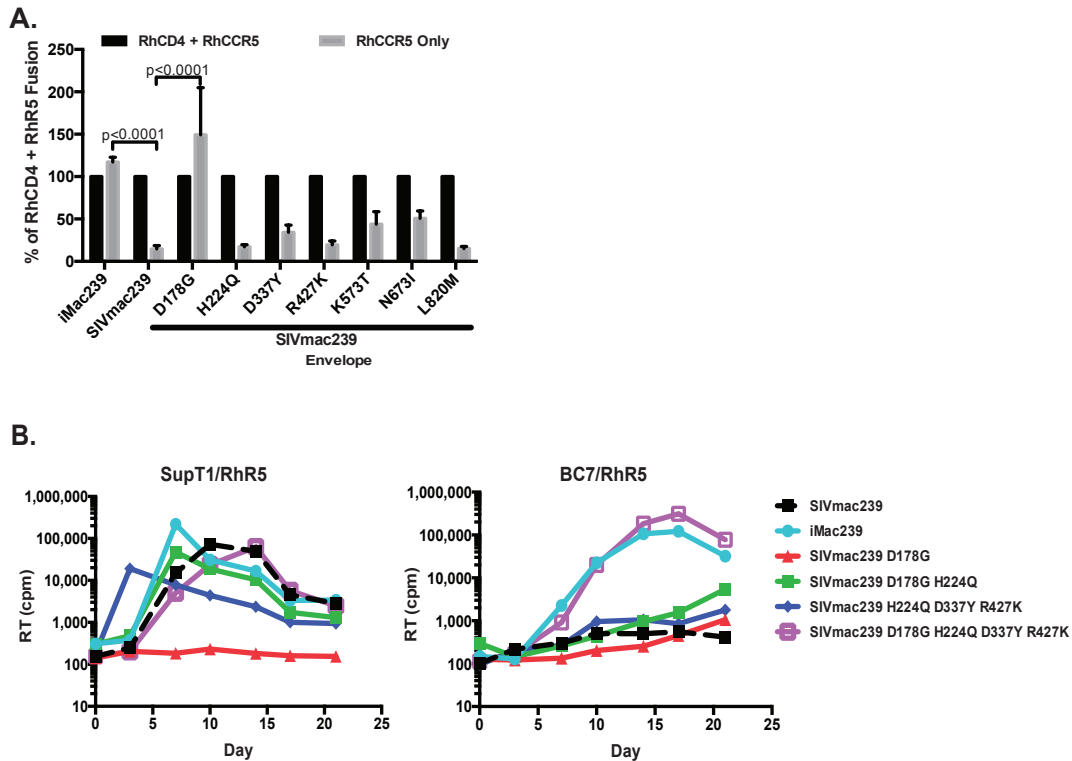 A.
RhCD4 + RhCCR5
RhCCR5 Only
% of RhCD4 + RhR5 Fusion
250
200
150
100
50
0
p<0.0001
p<0.0001
iMac239
SIVmac239
D178G
H224Q
D337Y
R427K
K573T
N673I
L820M
SIVmac239
Envelope
B.
SupT1/RhR5
RT (cpm)
1,000,000
100,000
10,000
1,000
100
10
0
5
10
15
20
25
Day
BC7/RhR5
RT (cpm)
1,000,000
100,000
10,000
1,000
100
10
0
5
10
15
20
25
Day
SIVmac239
iMac239
SIVmac239 D178G
SIVmac239 D178G H224Q
SIVmac239 H224Q D337Y R427K
SIVmac239 D178G H224Q D337Y R427K